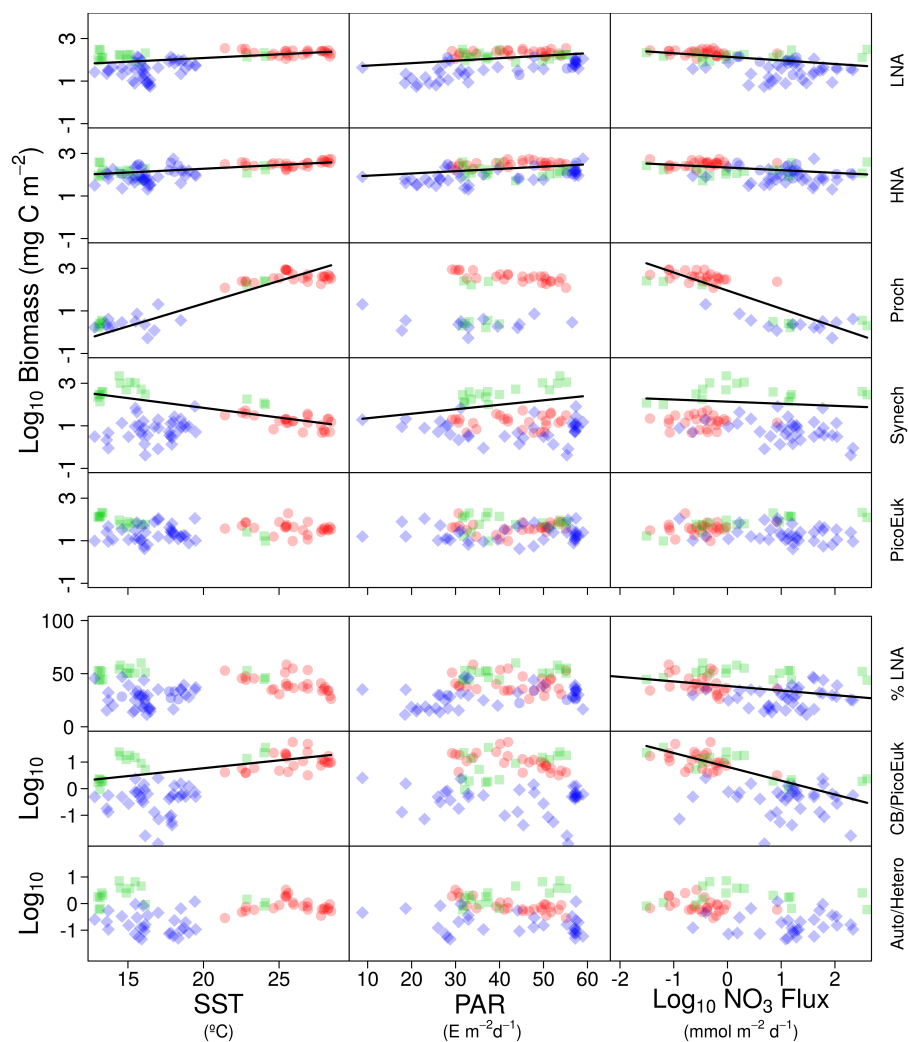 3
1
-1
LNA
3
1
-1
HNA
Log10 Biomass (mg C m−2)
3
1
-1
Proch
3
1
-1
Synech
3
1
-1
PicoEuk
100
50
0
% LNA
Log10
1
0
-1
CB/PicoEuk
Log10
1
0
-1
Auto/Hetero
15 20 25
10 20 30 40 50 60
-2 -1 0 1 2
SST
PAR
Log10 NO3 Flux
(ºC)
(E m−2d−1)
(mmol m−2 d−1)